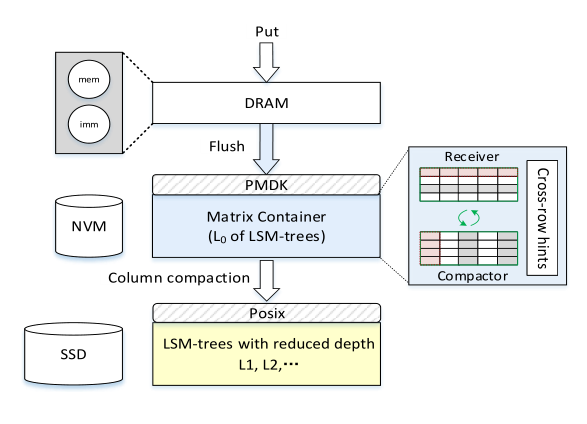 Put
mem
imm
DRAM
Flush
PMDK
NVM
Matrix Container
(L₀ of LSM-trees)
Receiver
Cross-row hints
Compactor
Column compaction
Posix
SSD
LSM-trees with reduced depth
L1, L2,⋯